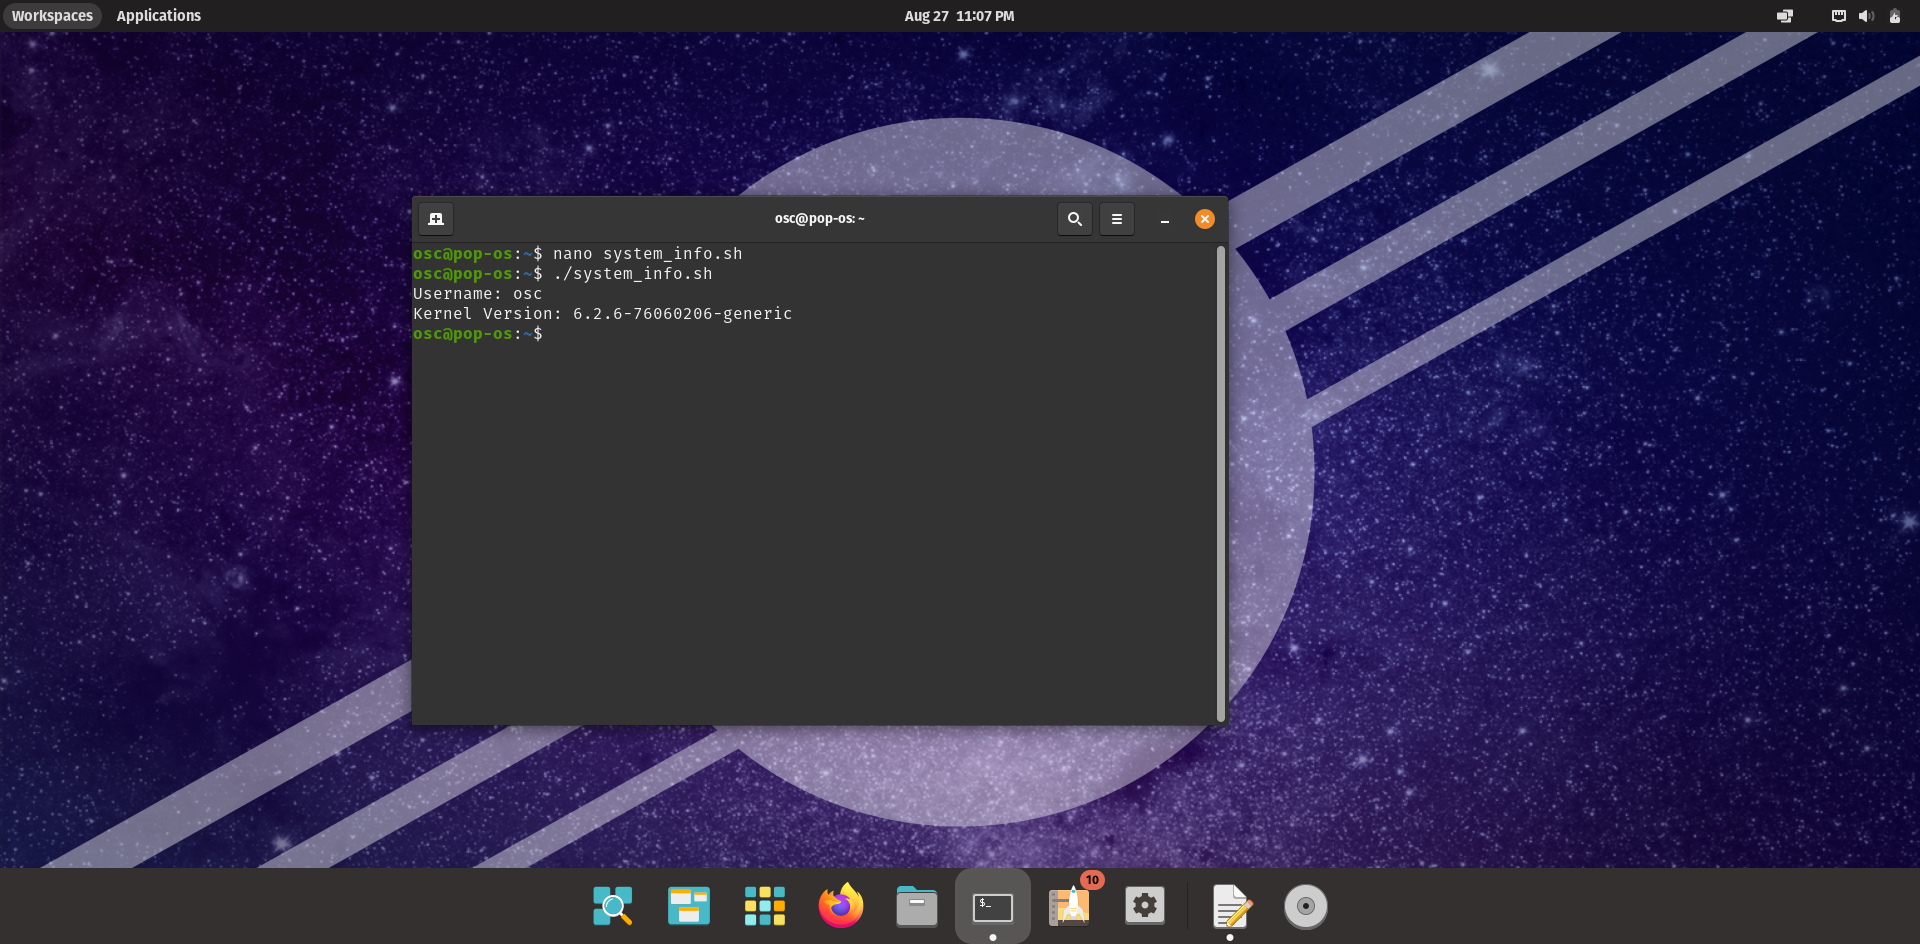 Workspaces Applications Aug 27 11:07 PM
osc@pop-os: ~
osc@pop-os:~$ nano system_info.sh
osc@pop-os:~$ ./system_info.sh
Username: osc
Kernel Version: 6.2.6-76060206-generic
osc@pop-os:~$
$_
10